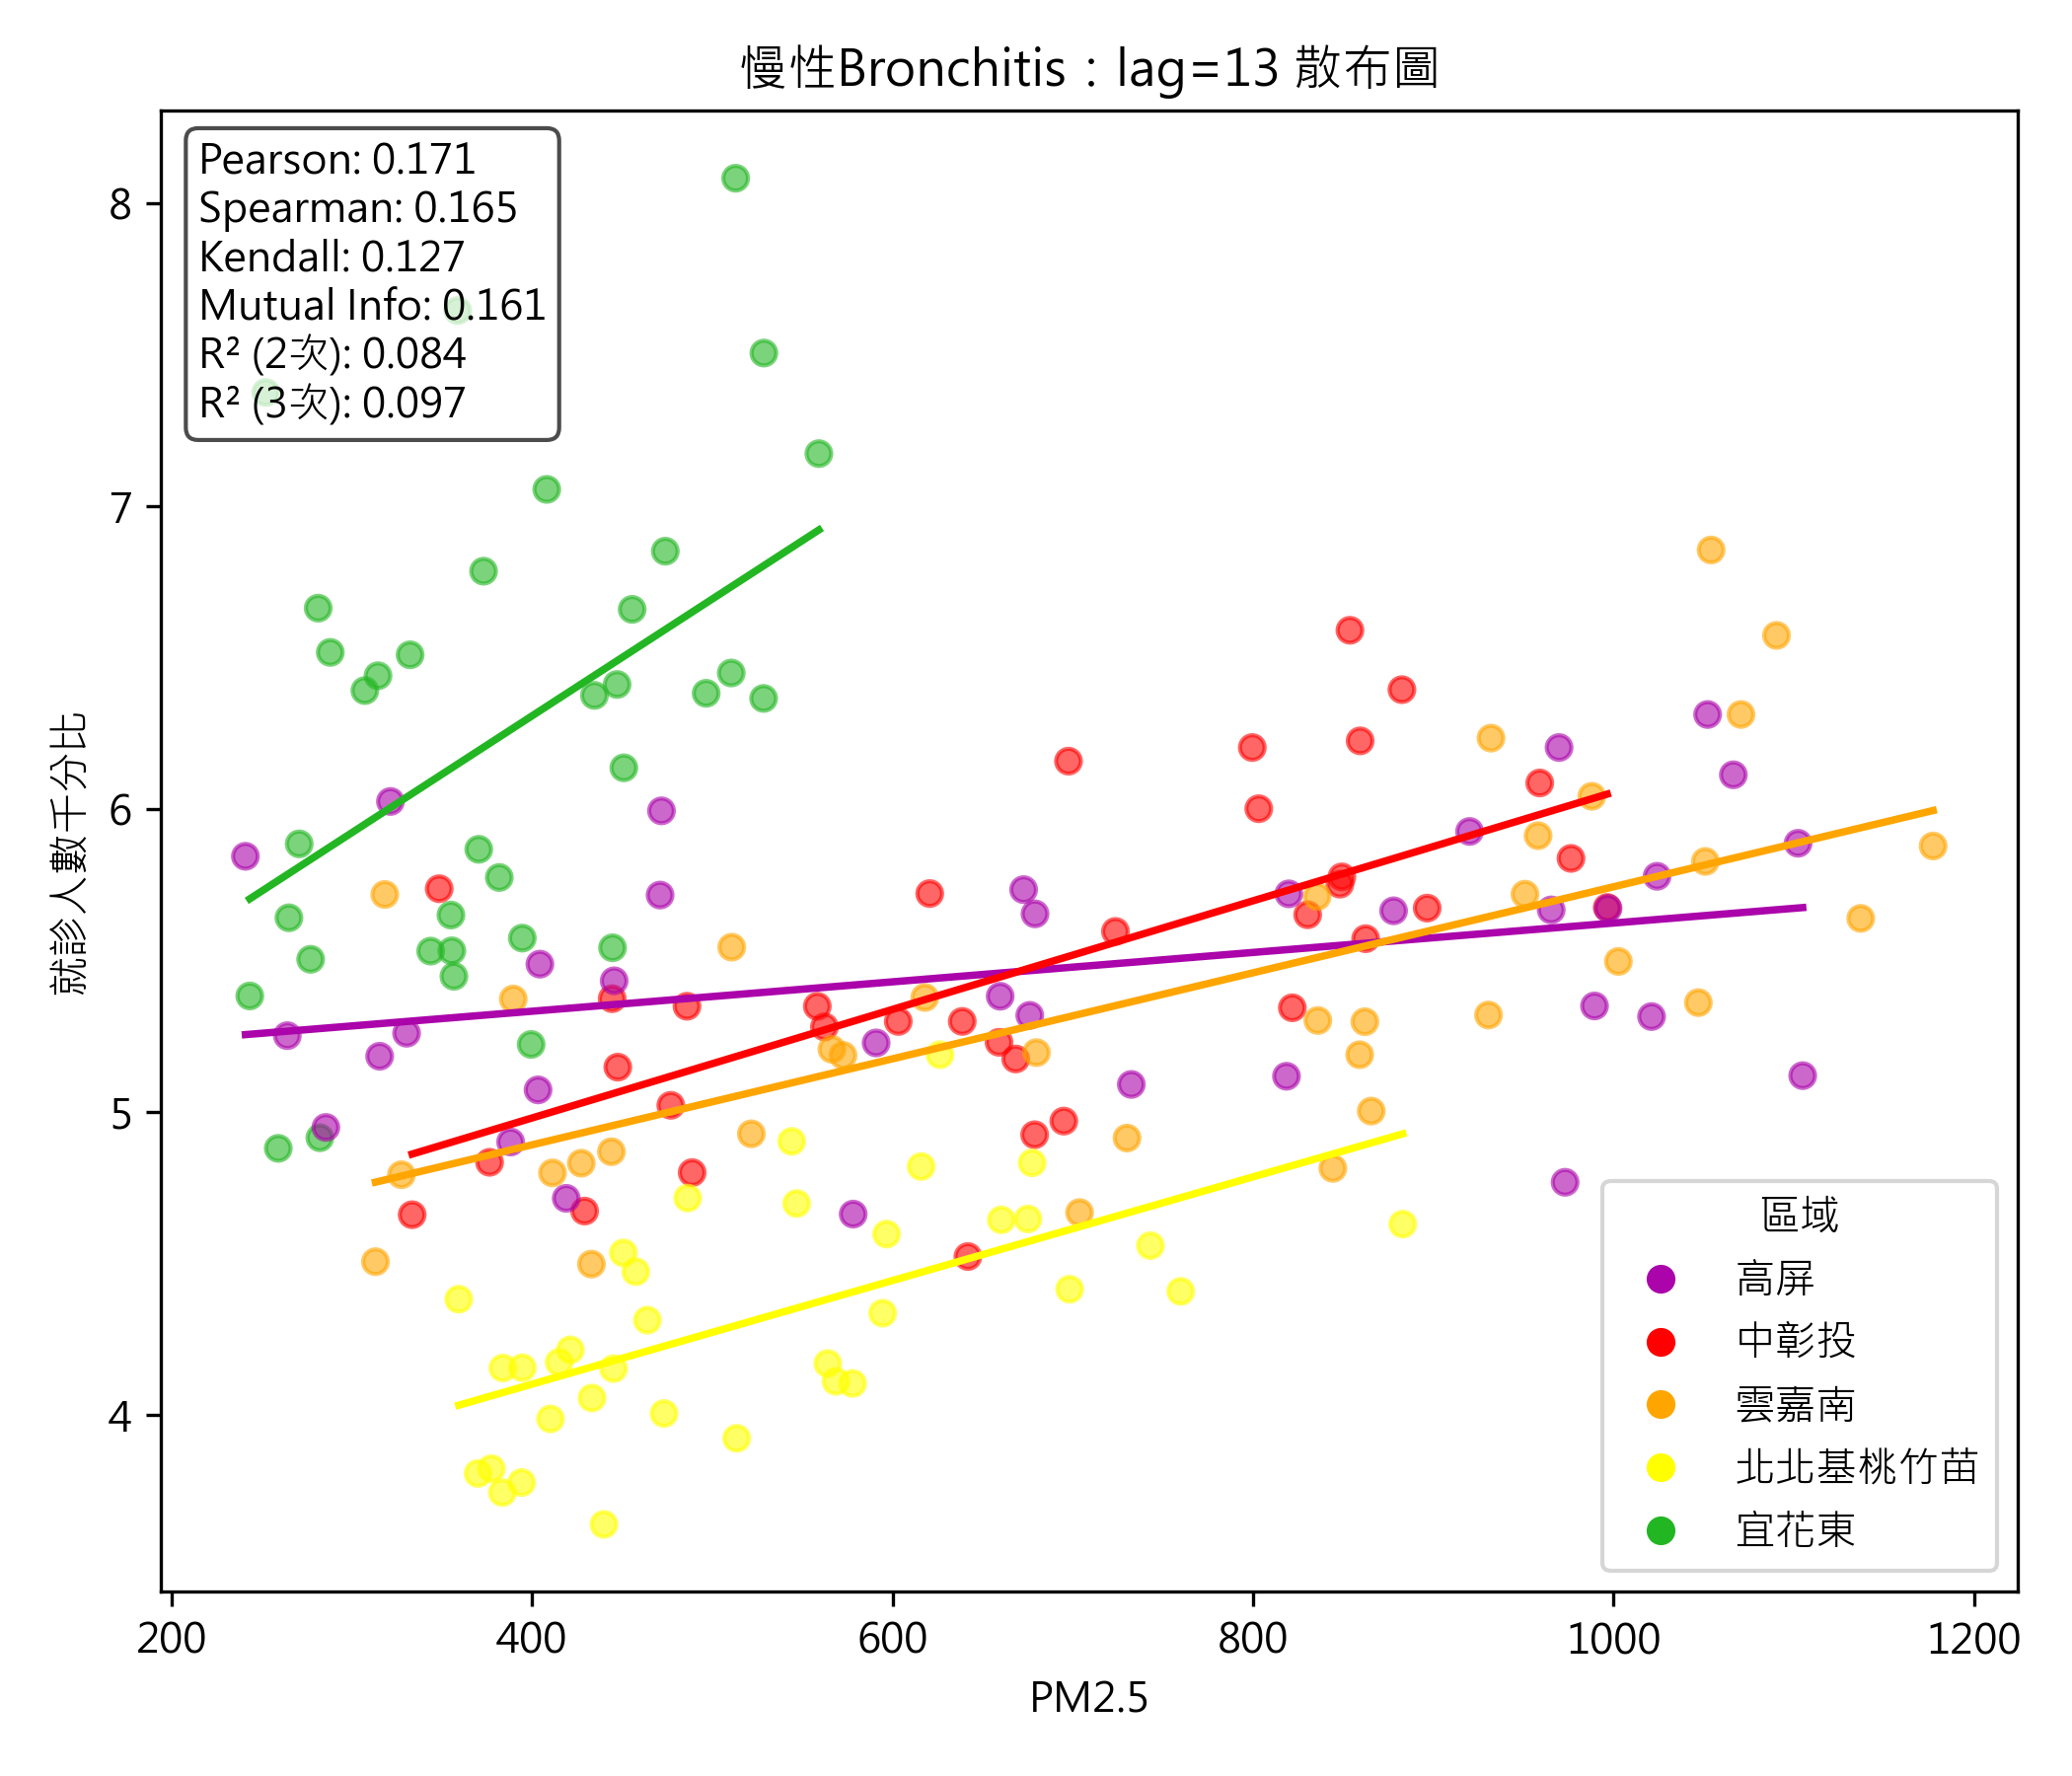 慢性Bronchitis：lag=13 散布圖
Pearson: 0.171
Spearman: 0.165
Kendall: 0.127
Mutual Info: 0.161
R² (2次): 0.084
R² (3次): 0.097
就診人數千分比
8
7
6
5
4
區域
高屏
中彰投
雲嘉南
北北基桃竹苗
宜花東
200 400 600 800 1000 1200
PM2.5